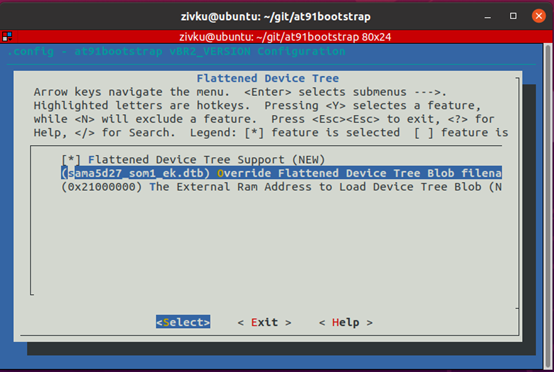 zivku@ubuntu: ~/git/at91bootstrap
zivku@ubuntu: ~/git/at91bootstrap 80x24
.config - at91bootstrap vBR2_VERSION Configuration
Flattened Device Tree
Arrow keys navigate the menu. <Enter> selects submenus --->.
Highlighted letters are hotkeys. Pressing <Y> selectes a feature,
while <N> will exclude a feature. Press <Esc><Esc> to exit, <?> for
Help, </> for Search. Legend: [*] feature is selected [ ] feature is
[*] Flattened Device Tree Support (NEW)
(sama5d27_som1_ek.dtb) Override Flattened Device Tree Blob filena
(0x21000000) The External Ram Address to Load Device Tree Blob (N
<Select> < Exit > < Help >